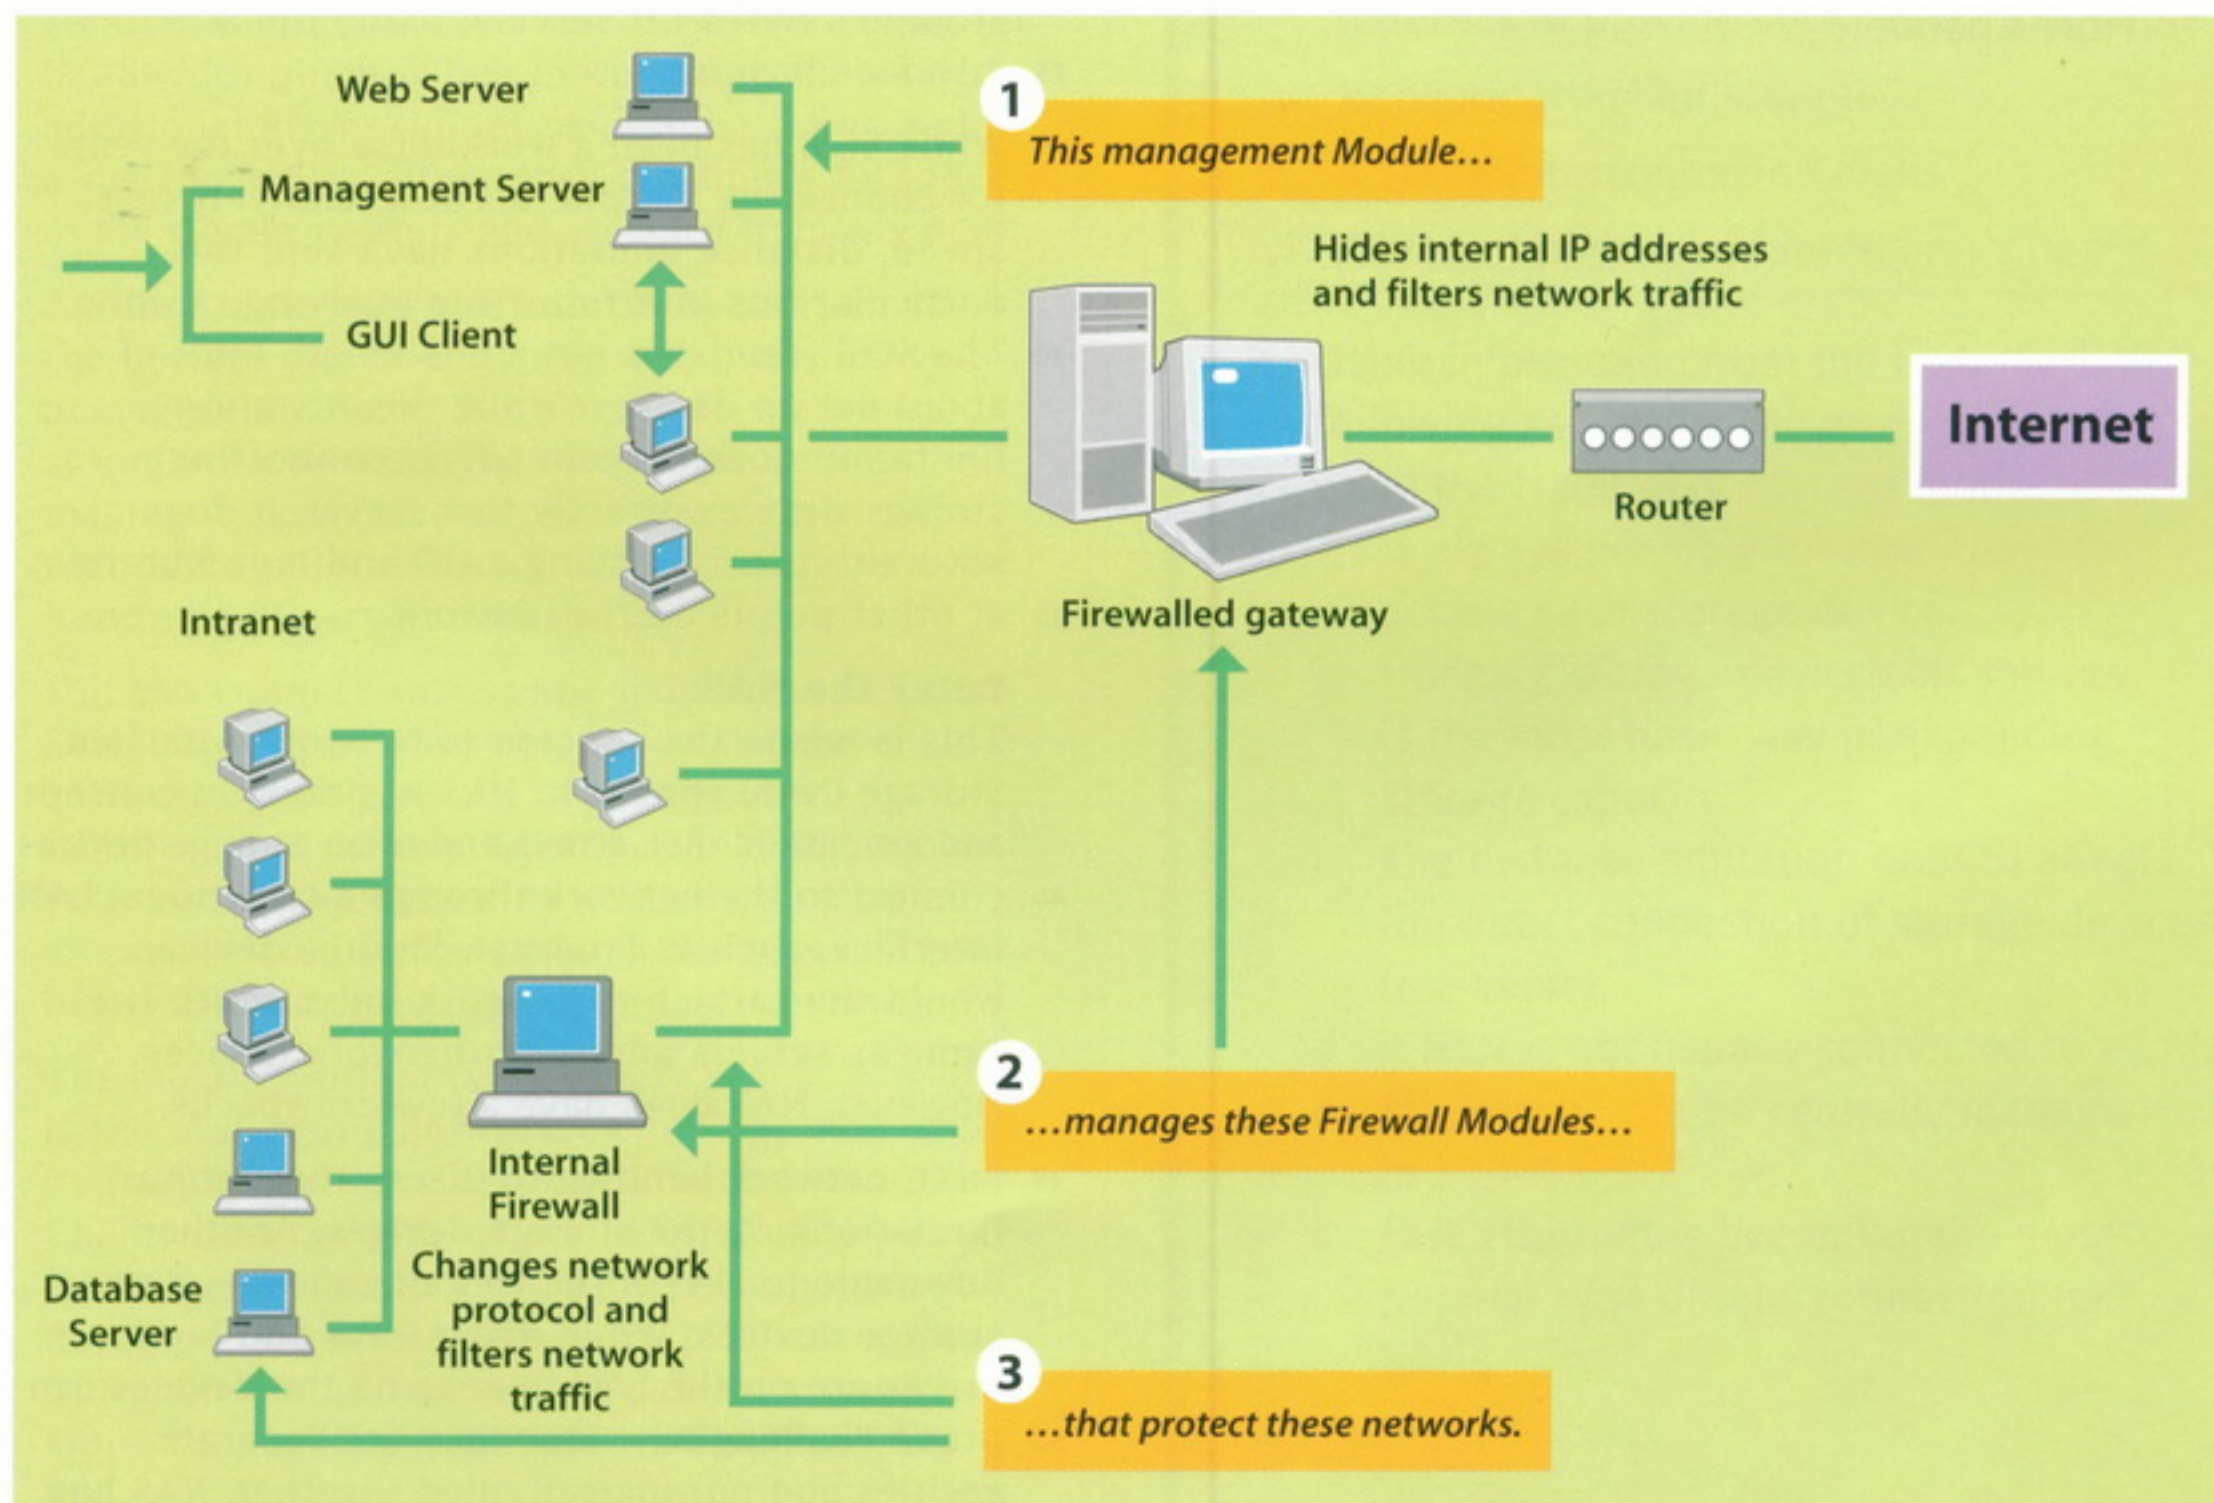 Web Server
1
This management Module...
Management Server
Hides internal IP addresses
and filters network traffic
GUI Client
Internet
Router
Firewalled gateway
Intranet
2
...manages these Firewall Modules...
Internal
Firewall
Changes network
protocol and
filters network
traffic
Database
Server
3
...that protect these networks.